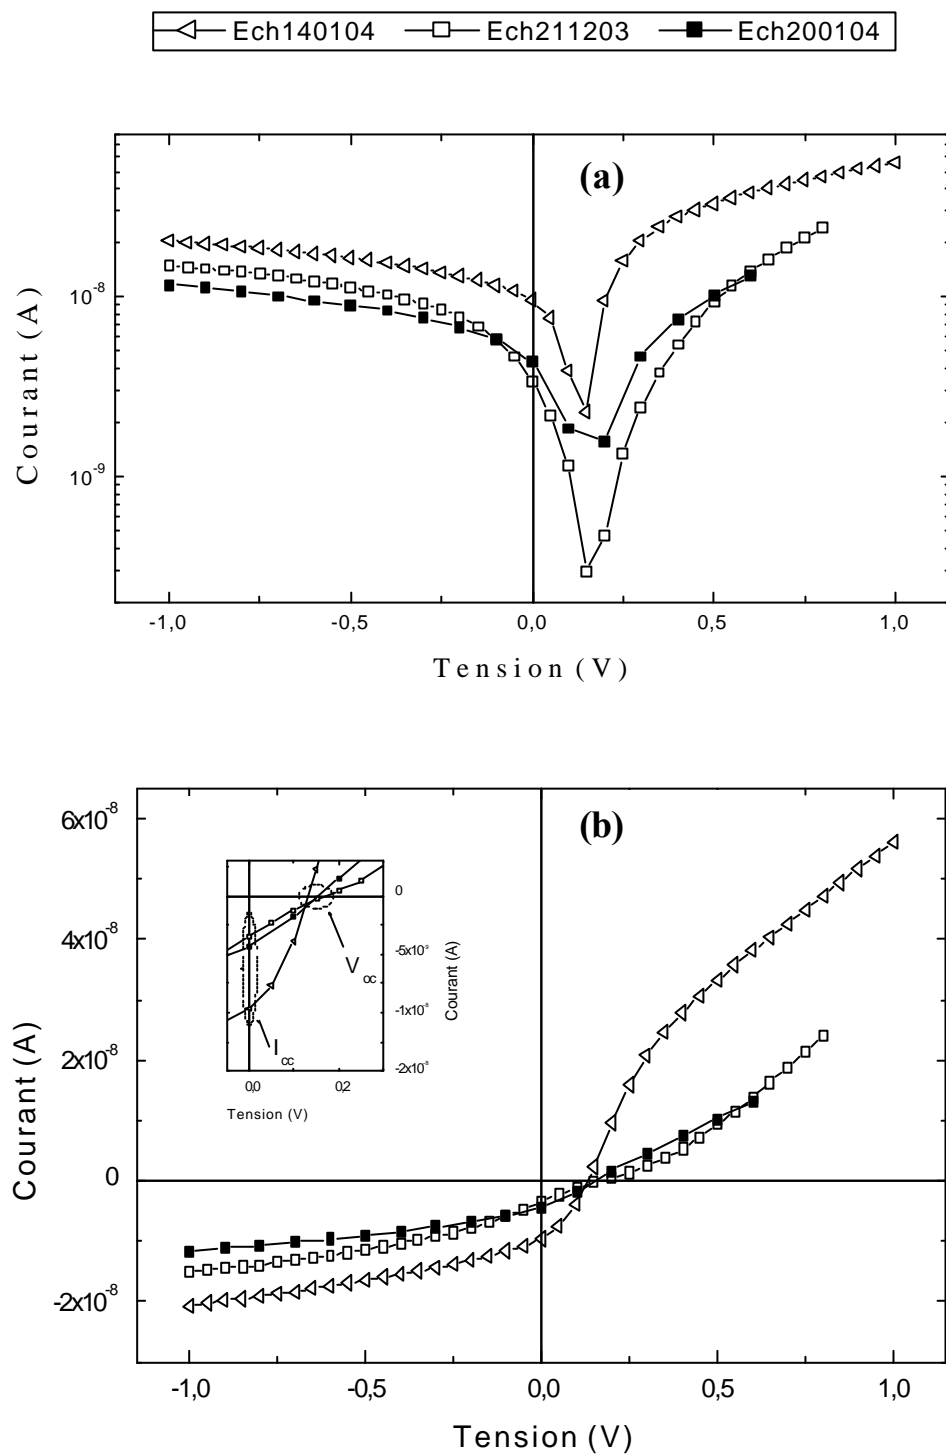 Ech140104 Ech211203 Ech200104
(a)
10⁻⁸
10⁻⁹
Courant (A)
-1,0 -0,5 0,0 0,5 1,0
Tension (V)
(b)
6x10⁻⁸
4x10⁻⁸
2x10⁻⁸
0
-2x10⁻⁸
Courant (A)
0
-5x10⁻⁹
-1x10⁻⁸
-2x10⁻⁸
Courant (A)
V oc
I cc
0,0 0,2
Tension (V)
-1,0 -0,5 0,0 0,5 1,0
Tension (V)